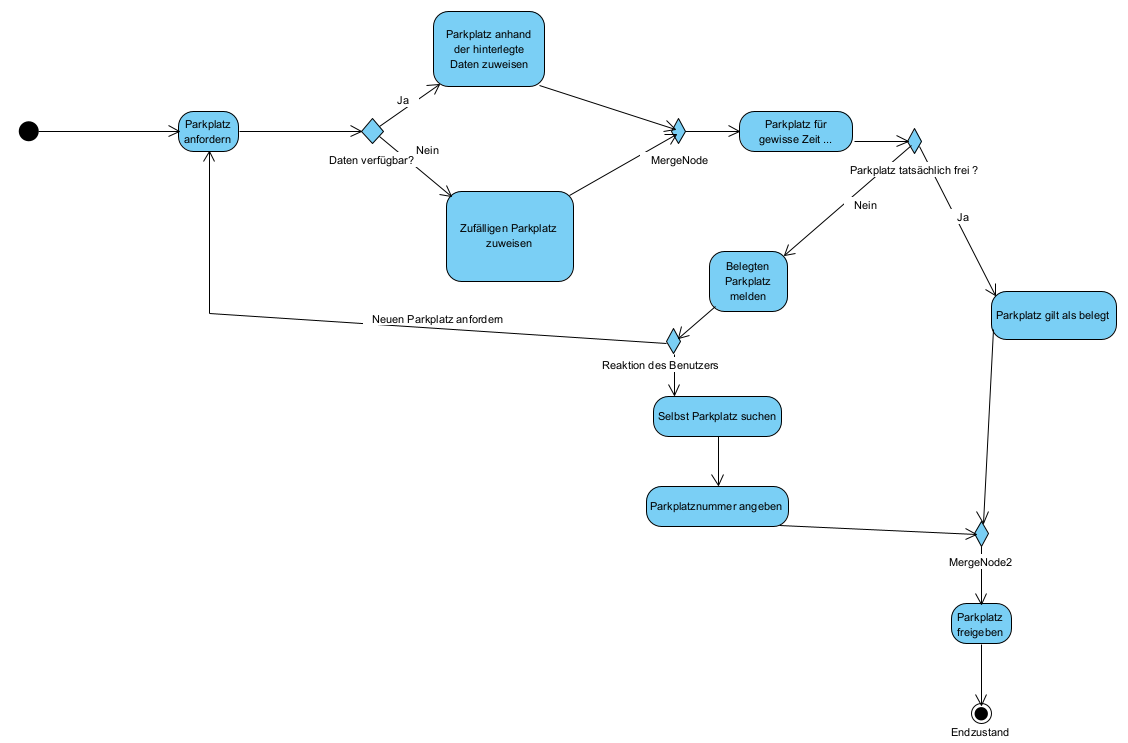 Parkplatz anhand
der hinterlegte
Daten zuweisen
Ja
Parkplatz
anfordern
Nein
Daten verfügbar?
MergeNode
Parkplatz für
gewisse Zeit ...
Parkplatz tatsächlich frei ?
Nein
Ja
Zufälligen Parkplatz
zuweisen
Belegten
Parkplatz
melden
Parkplatz gilt als belegt
Neuen Parkplatz anfordern
Reaktion des Benutzers
Selbst Parkplatz suchen
Parkplatznummer angeben
MergeNode2
Parkplatz
freigeben
Endzustand